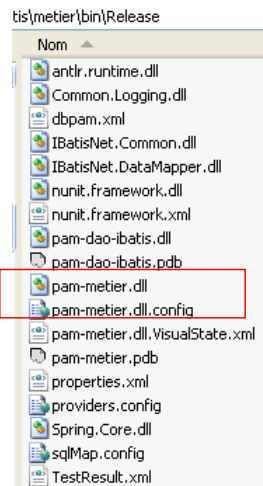 tis\metier\bin\Release
Nom
antlr.runtime.dll
Common.Logging.dll
dbpam.xml
IBatisNet.Common.dll
IBatisNet.DataMapper.dll
nunit.framework.dll
nunit.framework.xml
pam-dao-ibatis.dll
pam-dao-ibatis.pdb
pam-metier.dll
pam-metier.dll.config
pam-metier.dll.VisualState.xml
pam-metier.pdb
properties.xml
providers.config
Spring.Core.dll
sqlMap.config
TestResult.xml